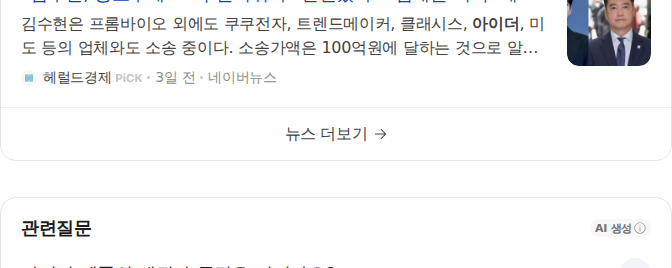 김수현은 프롬바이오 외에도 쿠쿠전자, 트렌드메이커, 클래시스, 아이더, 미
도 등의 업체와도 소송 중이다. 소송가액은 100억원에 달하는 것으로 알...
헤럴드경제 PiCK · 3일 전 · 네이버뉴스
뉴스 더보기 →
관련질문
AI 생성 ⓘ